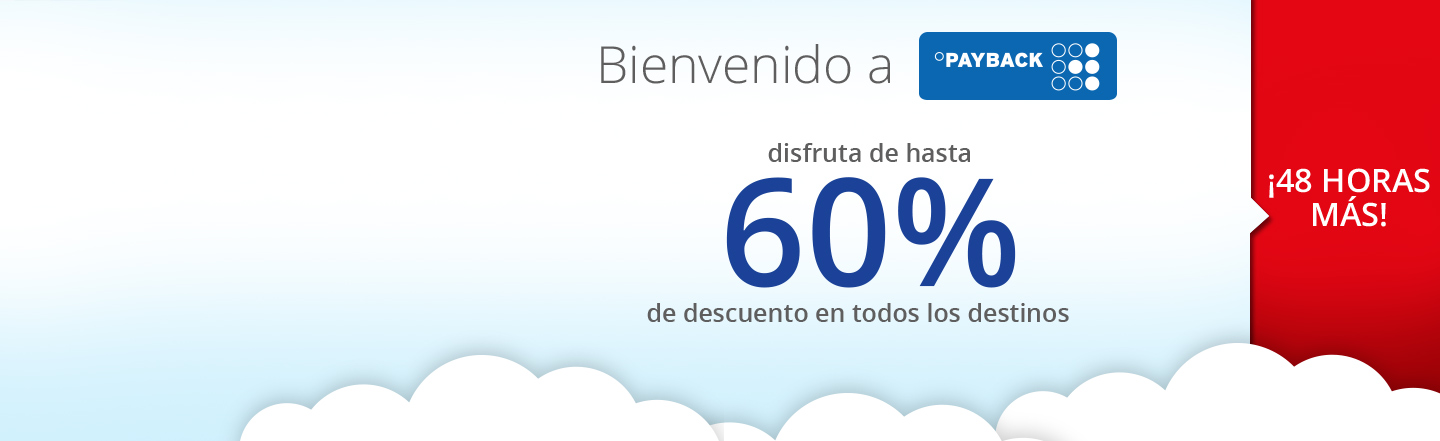 Bienvenido a
°PAYBACK
disfruta de hasta
60%
de descuento en todos los destinos
¡48 HORAS
MÁS!